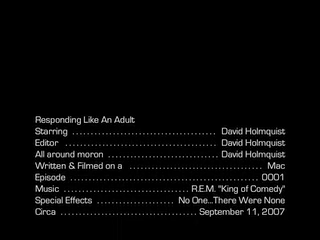 Responding Like An Adult
Starring ....................................... David Holmquist
Editor ......................................... David Holmquist
All around moron .............................. David Holmquist
Written & Filmed on a .................................... Mac
Episode ..................................................... 0001
Music .................................. R.E.M. "King of Comedy"
Special Effects ...................... No One...There Were None
Circa ..................................... September 11, 2007